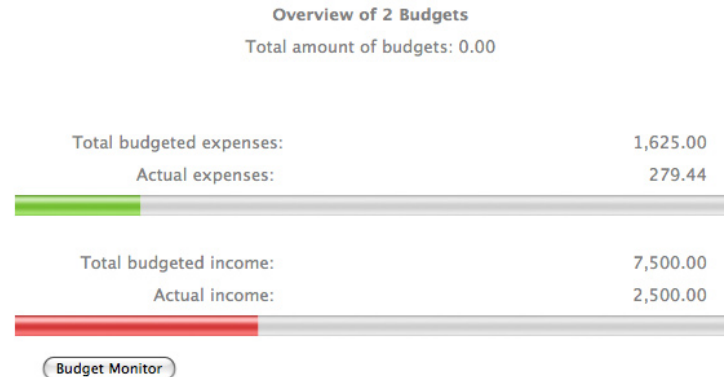 Overview of 2 Budgets
Total amount of budgets: 0.00
Total budgeted expenses: 1,625.00
Actual expenses: 279.44
Total budgeted income: 7,500.00
Actual income: 2,500.00
Budget Monitor